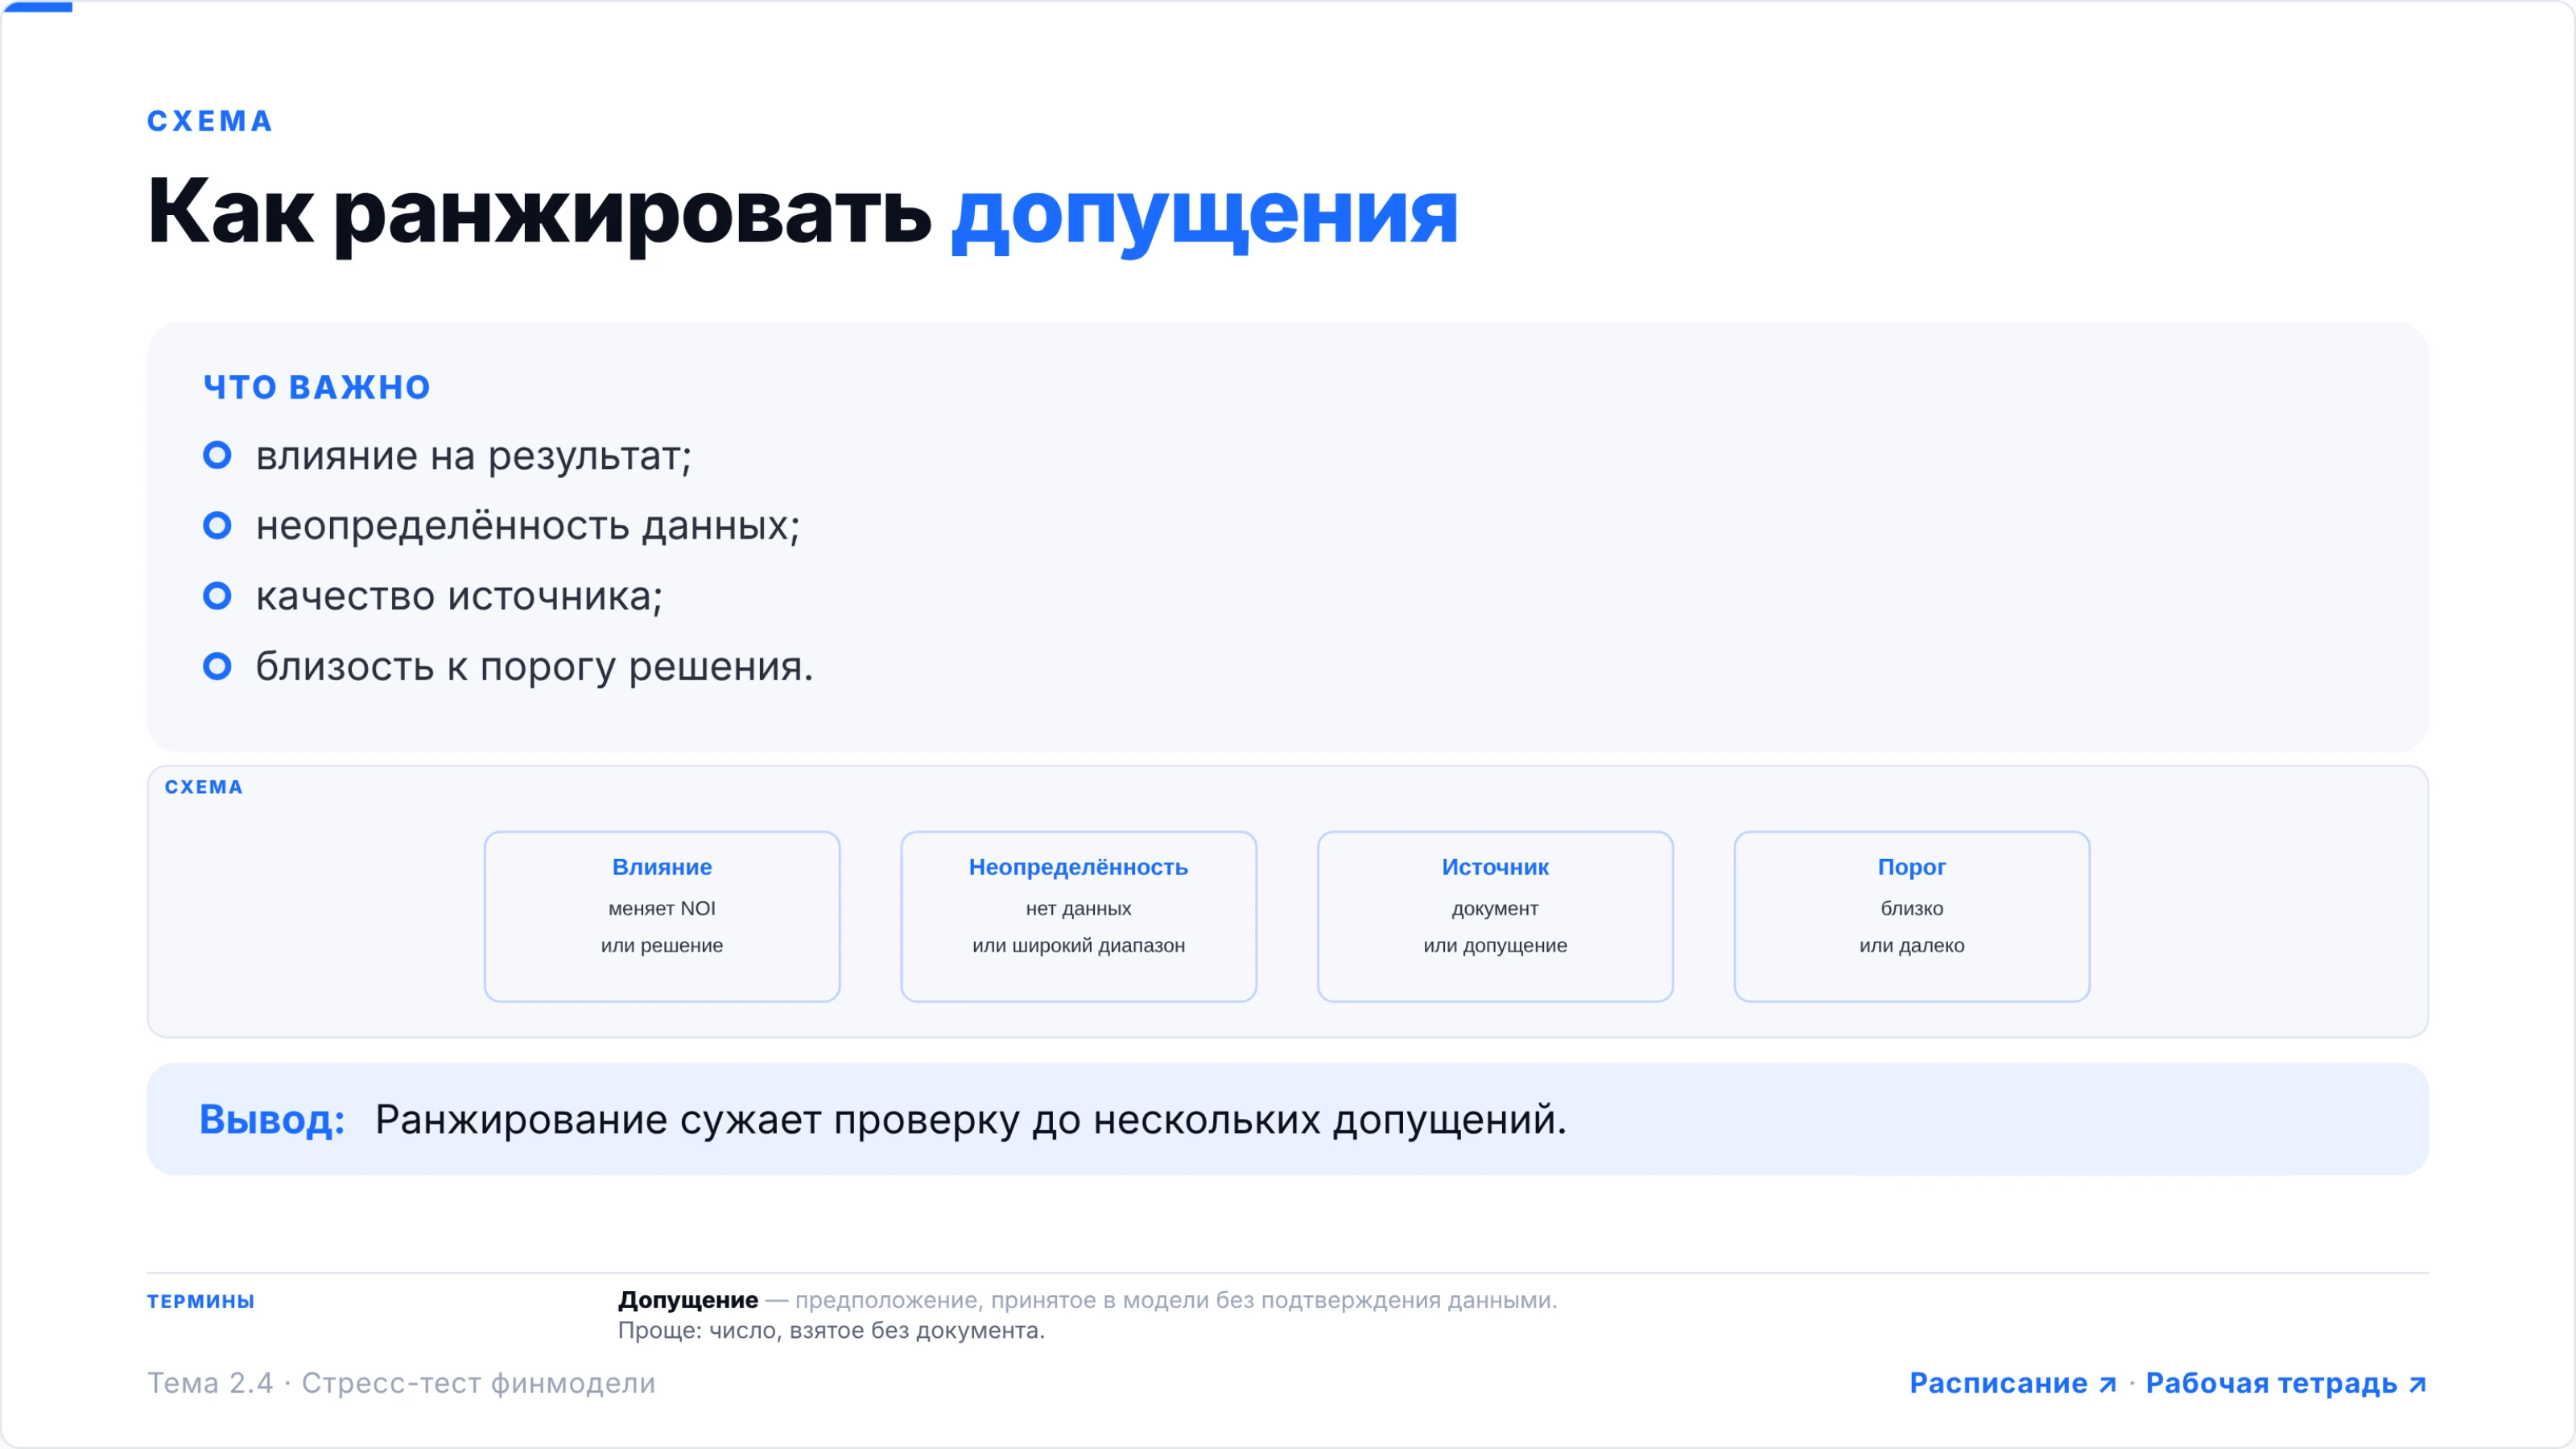 СХЕМА
Как ранжировать допущения
ЧТО ВАЖНО
влияние на результат;
неопределённость данных;
качество источника;
близость к порогу решения.
СХЕМА
Влияние
меняет NOI
или решение
Неопределённость
нет данных
или широкий диапазон
Источник
документ
или допущение
Порог
близко
или далеко
Вывод: Ранжирование сужает проверку до нескольких допущений.
ТЕРМИНЫ
Допущение — предположение, принятое в модели без подтверждения данными.
Проще: число, взятое без документа.
Тема 2.4 · Стресс-тест финмодели
Расписание ↗ · Рабочая тетрадь ↗